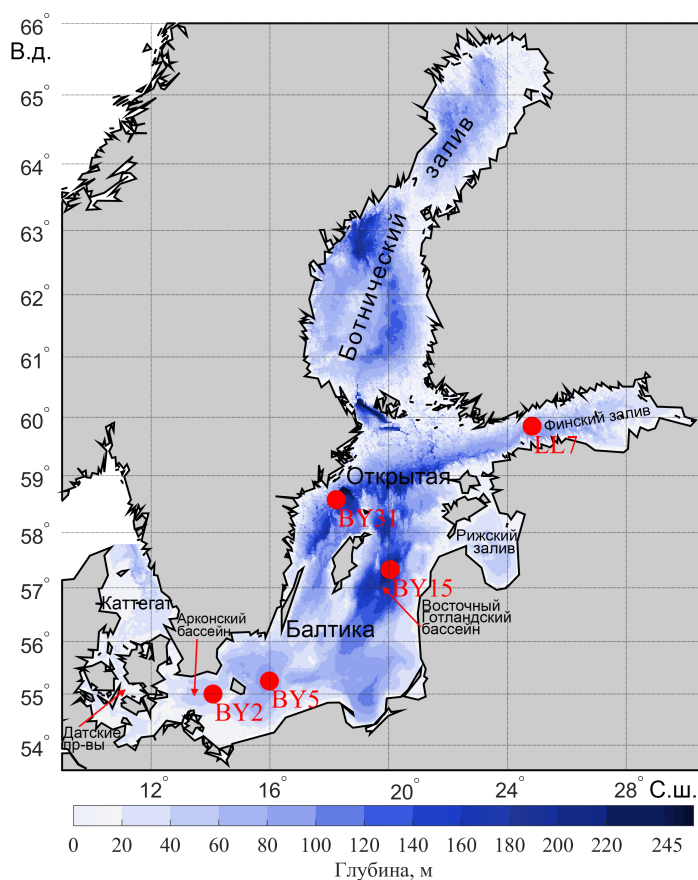 66°
В.д.
65°
64°
63°
62°
61°
60°
59°
58°
57°
56°
55°
54°
Ботнический
залив
Финский залив
LL7
Открытая
BY31
Рижский
залив
BY15
Восточный
Готландский
бассейн
Каттегат
Арконский
бассейн
Балтика
BY5
BY2
Датские
пр-вы
12°
16°
20°
24°
28°
С.ш.
0 20 40 60 80 100 120 140 160 180 200 220 245
Глубина, м